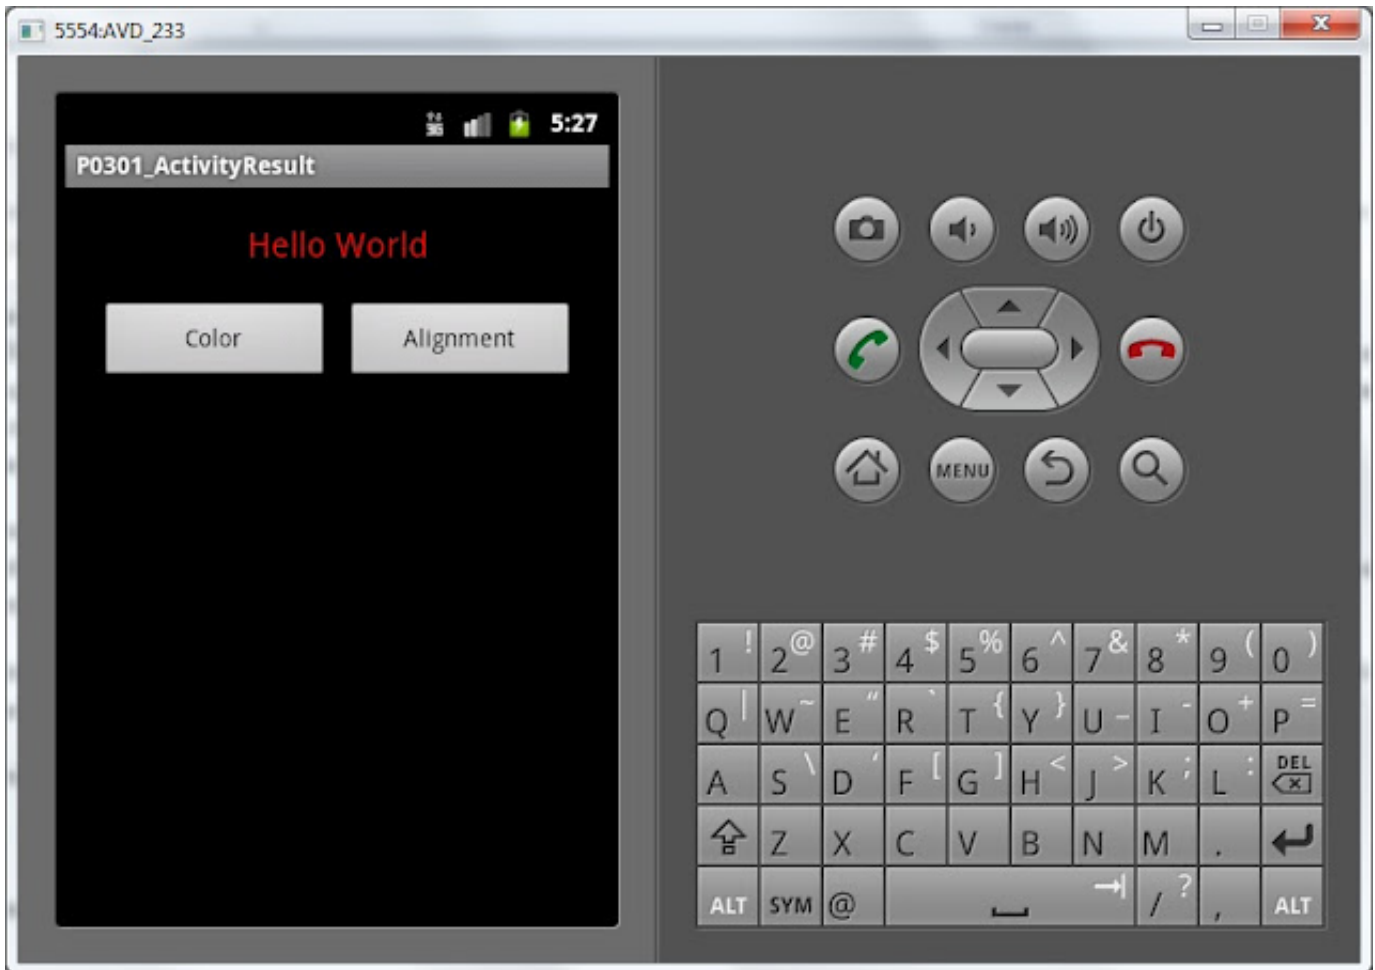 5554:AVD_233
3G 5:27
P0301_ActivityResult
Hello World
Color Alignment
MENU
1 ! 2 @ 3 # 4 $ 5 % 6 ^ 7 & 8 * 9 ( 0 )
Q | W ~ E " R ` T { Y } U _ I - O + P =
A S \ D ' F [ G ] H < J > K ; L : DEL
Z X C V B N M .
ALT SYM @ / ? , ALT